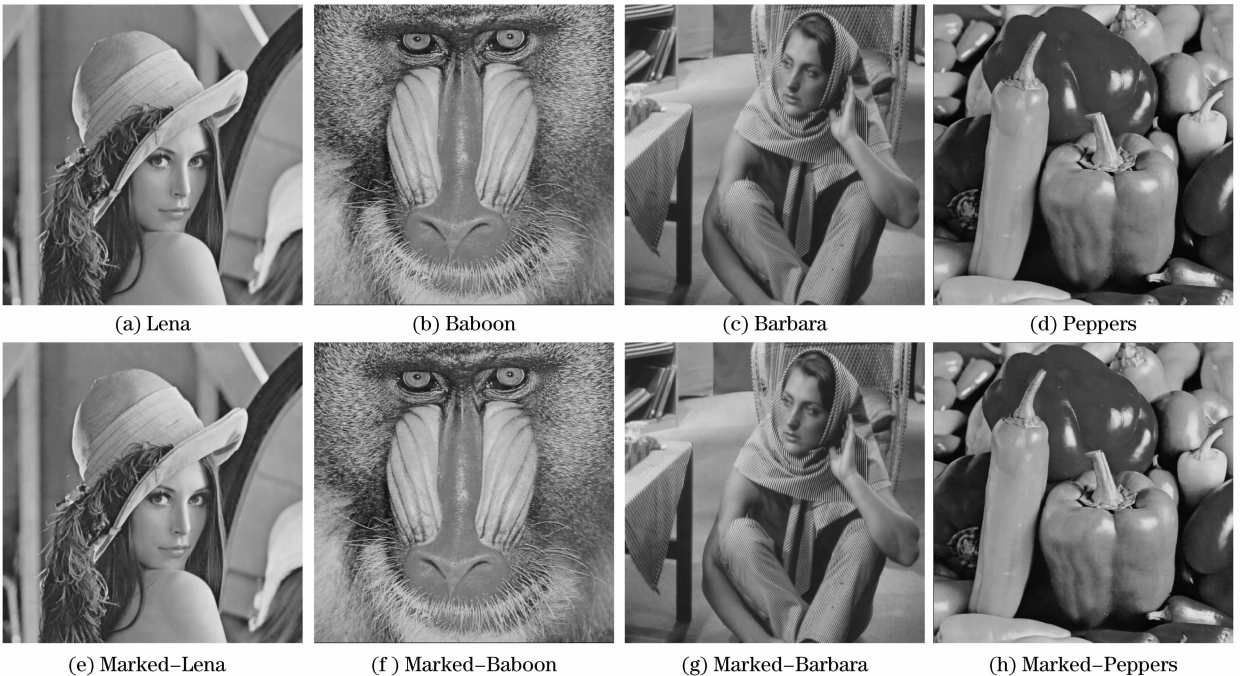 (a) Lena
(b) Baboon
(c) Barbara
(d) Peppers
(e) Marked-Lena
(f) Marked-Baboon
(g) Marked-Barbara
(h) Marked-Peppers